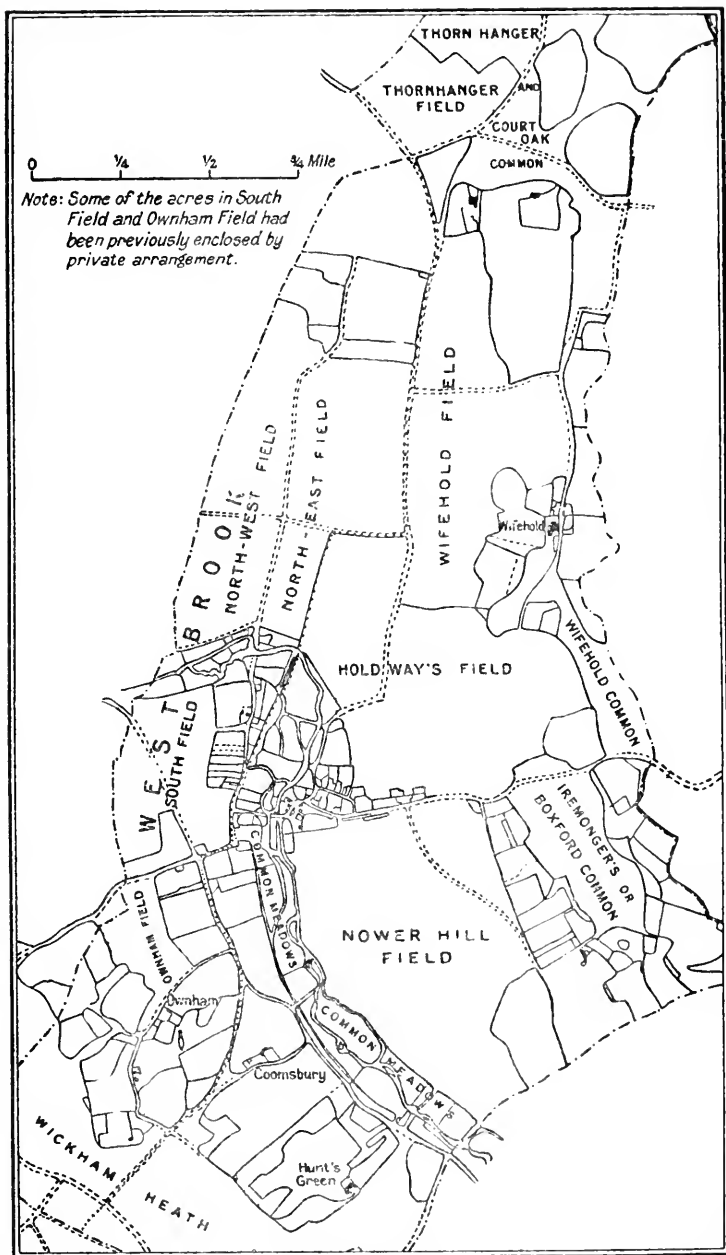 THORN HANGER
AND
COURT
OAK
COMMON
THORNHANGER
FIELD
0 1/4 1/2 3/4 Mile
Note: Some of the acres in South
Field and Ownham Field had
been previously enclosed by
private arrangement.
WEST BROOK
NORTH-WEST FIELD
NORTH-EAST FIELD
WIFEHOLD FIELD
Wifehold
WIFEHOLD COMMON
HOLDWAY'S FIELD
SOUTH FIELD
IREMONGER'S OR
BOXFORD COMMON
COMMON MEADOWS
NOWER HILL
FIELD
OWNHAM FIELD
Ownham
COMMON MEADOWS
Coomsbury
Hunt's
Green
WICKHAM
HEATH